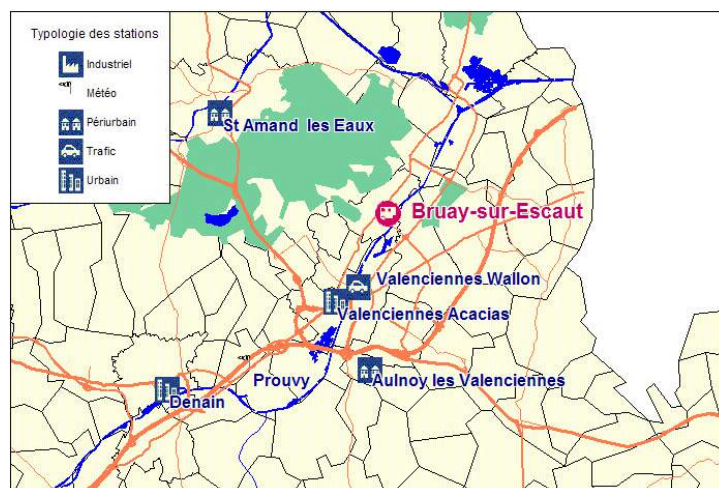 Typologie des stations
Industriel
Météo
Périurbain
Trafic
Urbain
St Amand les Eaux
Bruay-sur-Escaut
Valenciennes Wallon
Valenciennes Acacias
Prouvy
Aulnoy les Valenciennes
Denain